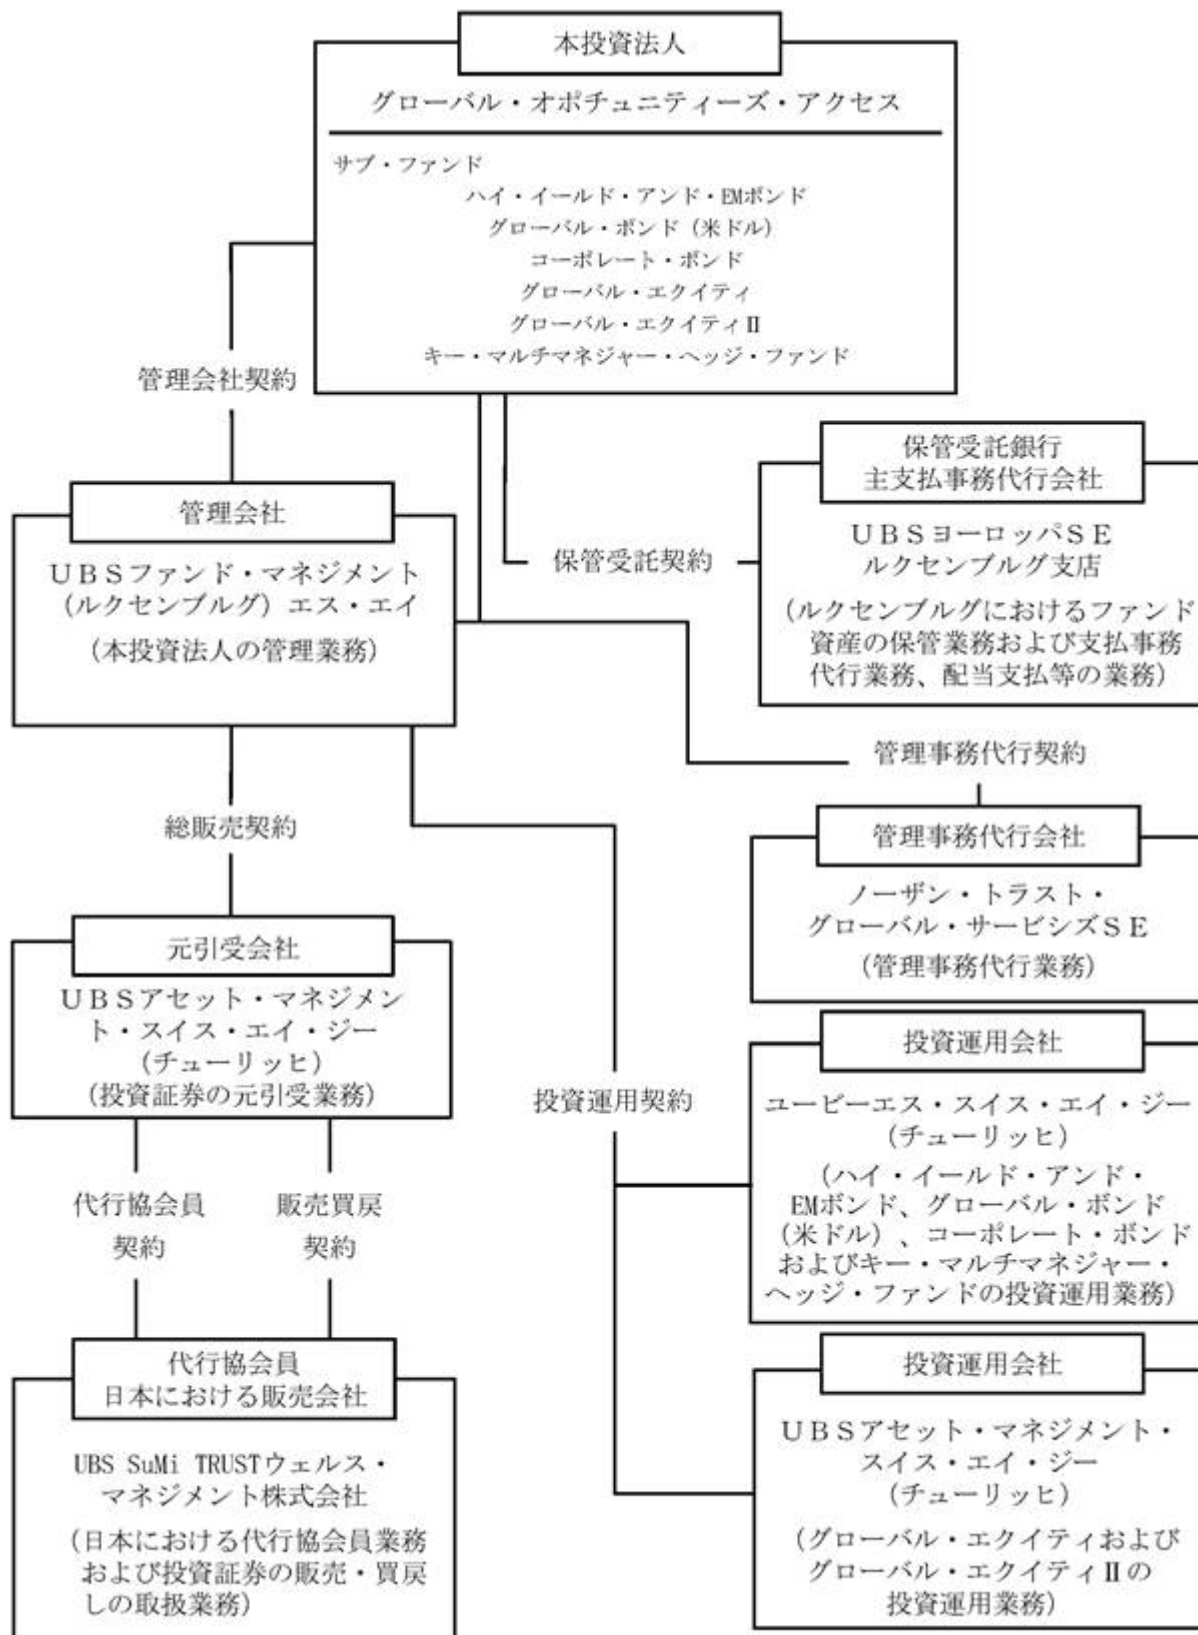 本投資法人
グローバル・オポチュニティーズ・アクセス
サブ・ファンド
ハイ・イールド・アンド・EMボンド
グローバル・ボンド（米ドル）
コーポレート・ボンド
グローバル・エクイティ
グローバル・エクイティⅡ
キー・マルチマネジャー・ヘッジ・ファンド
管理会社契約
管理会社
ＵＢＳファンド・マネジメント
（ルクセンブルグ）エス・エイ
（本投資法人の管理業務）
保管受託契約
保管受託銀行
主支払事務代行会社
ＵＢＳヨーロッパＳＥ
ルクセンブルグ支店
（ルクセンブルグにおけるファンド
資産の保管業務および支払事務
代行業務、配当支払等の業務）
管理事務代行契約
管理事務代行会社
ノーザン・トラスト・
グローバル・サービシズＳＥ
（管理事務代行業務）
総販売契約
元引受会社
ＵＢＳアセット・マネジメン
ト・スイス・エイ・ジー
（チューリッヒ）
（投資証券の元引受業務）
投資運用契約
投資運用会社
ユービーエス・スイス・エイ・ジー
（チューリッヒ）
（ハイ・イールド・アンド・
EMボンド、グローバル・ボンド
（米ドル）、コーポレート・ボンド
およびキー・マルチマネジャー・
ヘッジ・ファンドの投資運用業務）
代行協会員
契約
販売買戻
契約
代行協会員
日本における販売会社
UBS SuMi TRUSTウェルス・
マネジメント株式会社
（日本における代行協会員業務
および投資証券の販売・買戻
しの取扱業務）
投資運用会社
ＵＢＳアセット・マネジメント・
スイス・エイ・ジー
（チューリッヒ）
（グローバル・エクイティおよび
グローバル・エクイティⅡの
投資運用業務）